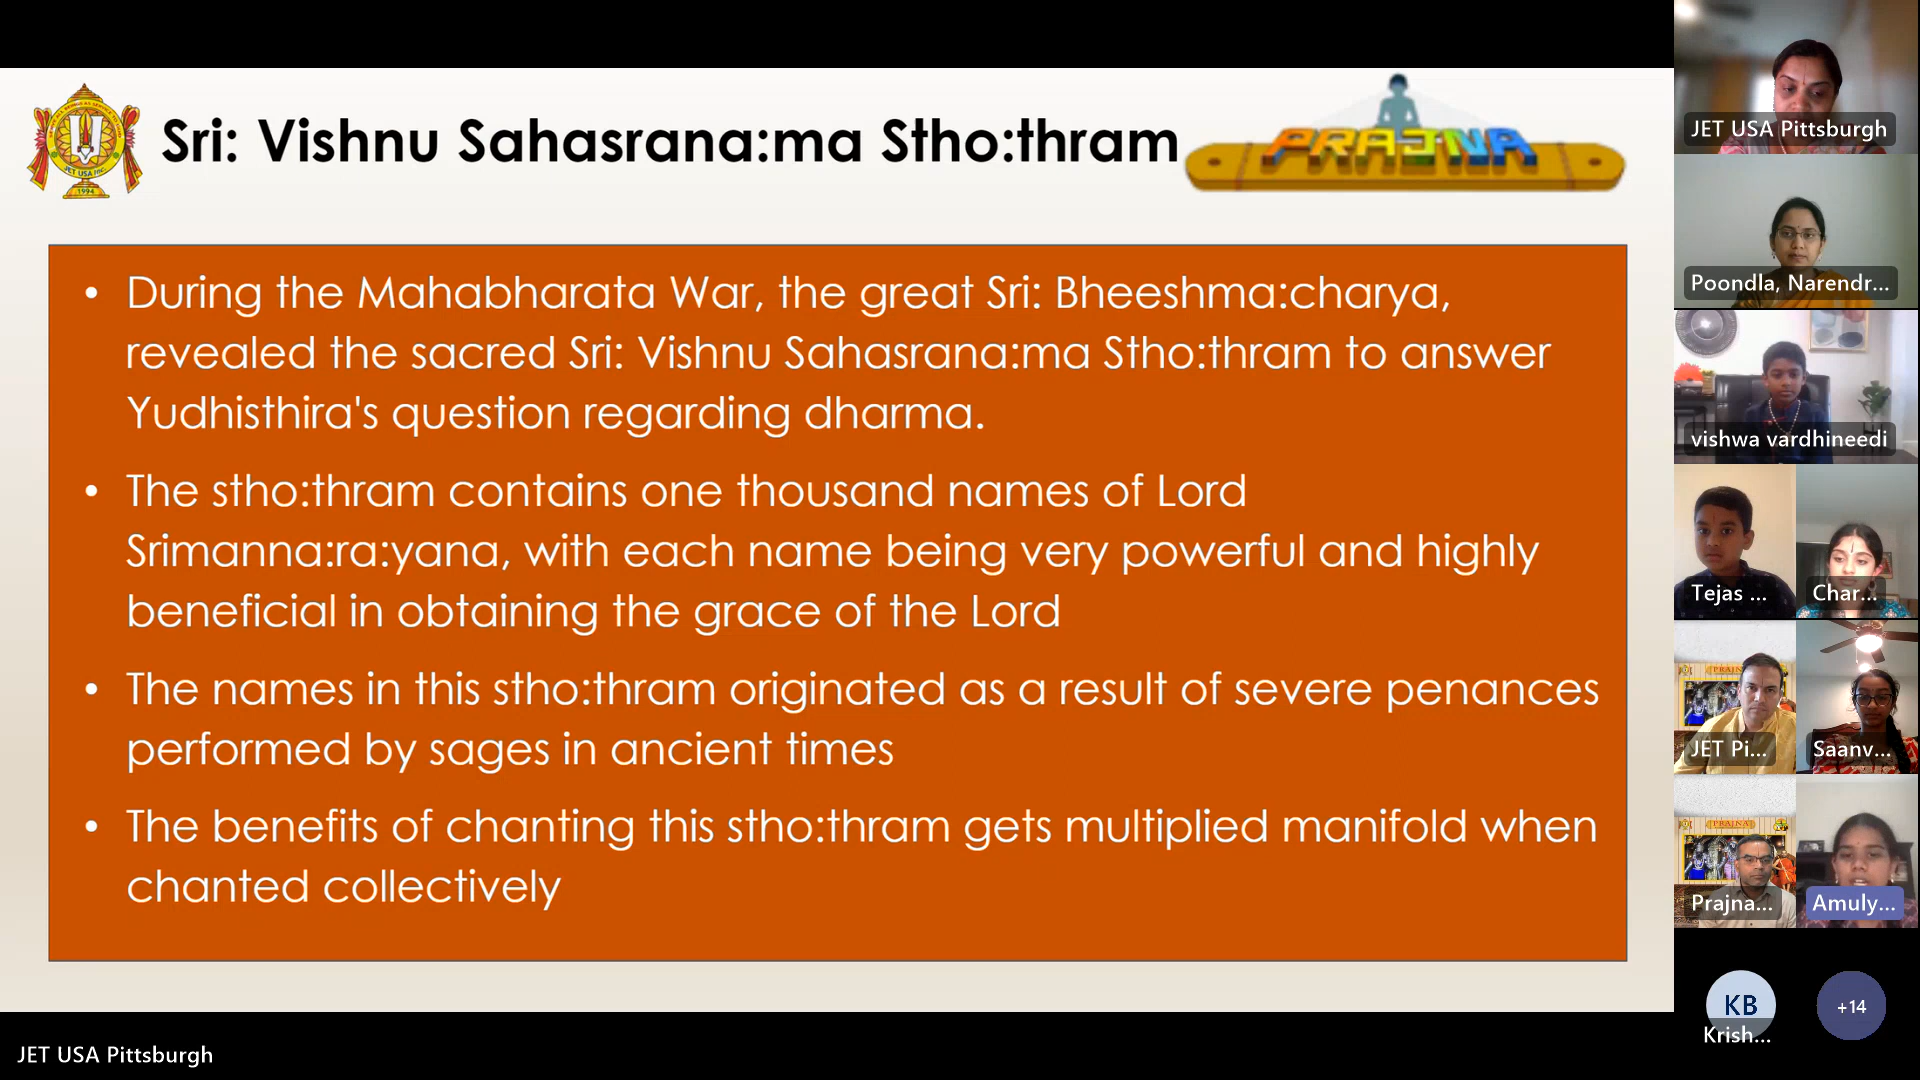 Sri: Vishnu Sahasrana:ma Stho:thram
PRAJNA
JET USA INC.
1994
• During the Mahabharata War, the great Sri: Bheeshma:charya,
revealed the sacred Sri: Vishnu Sahasrana:ma Stho:thram to answer
Yudhisthira's question regarding dharma.
• The stho:thram contains one thousand names of Lord
Srimanna:ra:yana, with each name being very powerful and highly
beneficial in obtaining the grace of the Lord
• The names in this stho:thram originated as a result of severe penances
performed by sages in ancient times
• The benefits of chanting this stho:thram gets multiplied manifold when
chanted collectively
JET USA Pittsburgh
JET USA Pittsburgh
Poondla, Narendr...
vishwa vardhineedi
Tejas ...
Char...
JET Pi...
Saanv...
PRAJNA
Prajna...
Amuly...
KB
Krish...
+14